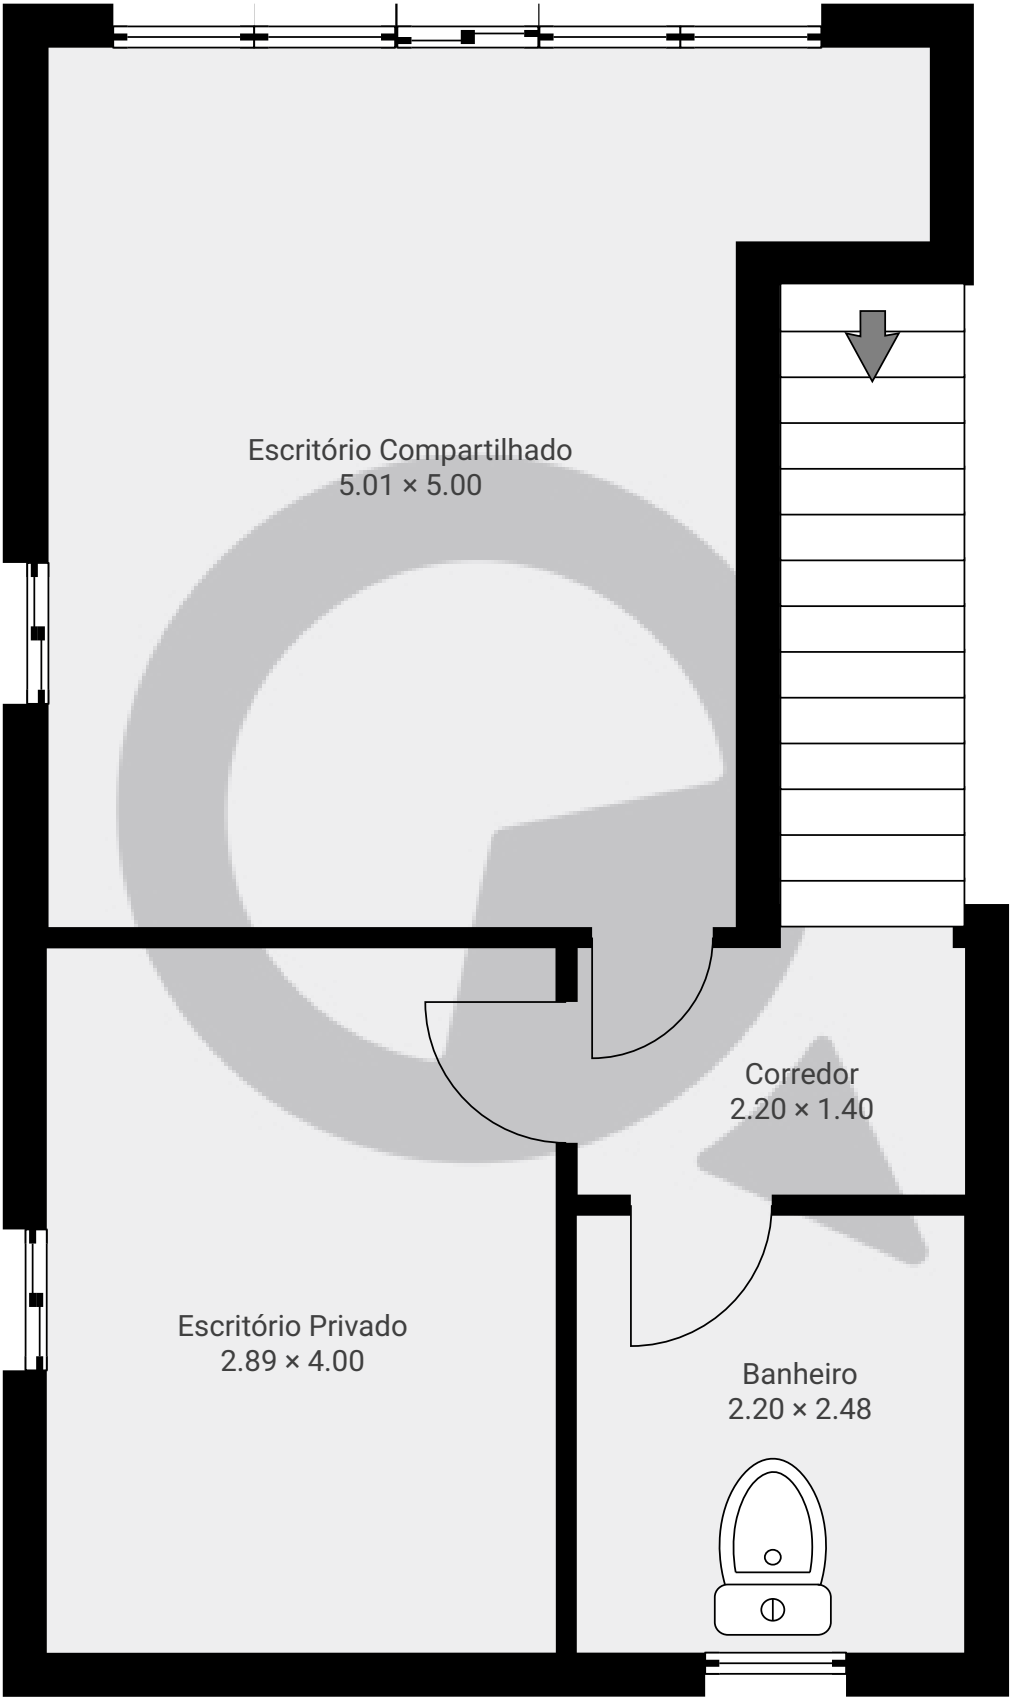 Escritório Compartilhado
5.01 × 5.00
Corredor
2.20 × 1.40
Escritório Privado
2.89 × 4.00
Banheiro
2.20 × 2.48